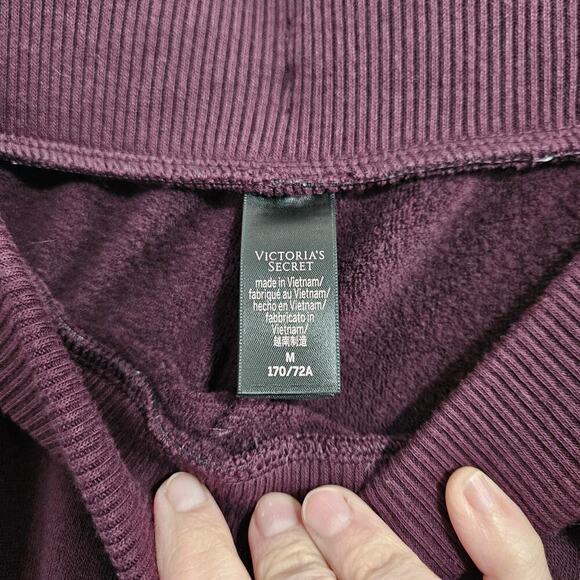 VICTORIA'S
SECRET
made in Vietnam/
fabriqué au Vietnam/
hecho en Vietnam/
fabbricato in
Vietnam/
越南制造
M
170/72A